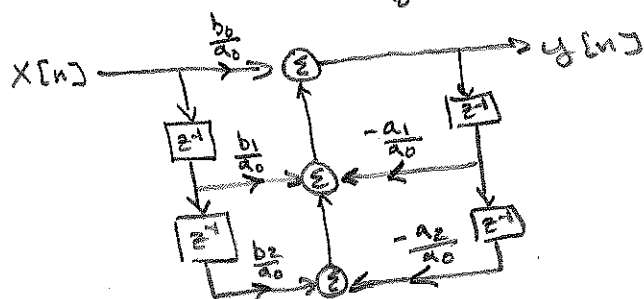 b₀/a₀
X[n] Σ y[n]
z⁻¹ z⁻¹
b₁/a₀ Σ -a₁/a₀
z⁻¹ z⁻¹
b₂/a₀ Σ -a₂/a₀